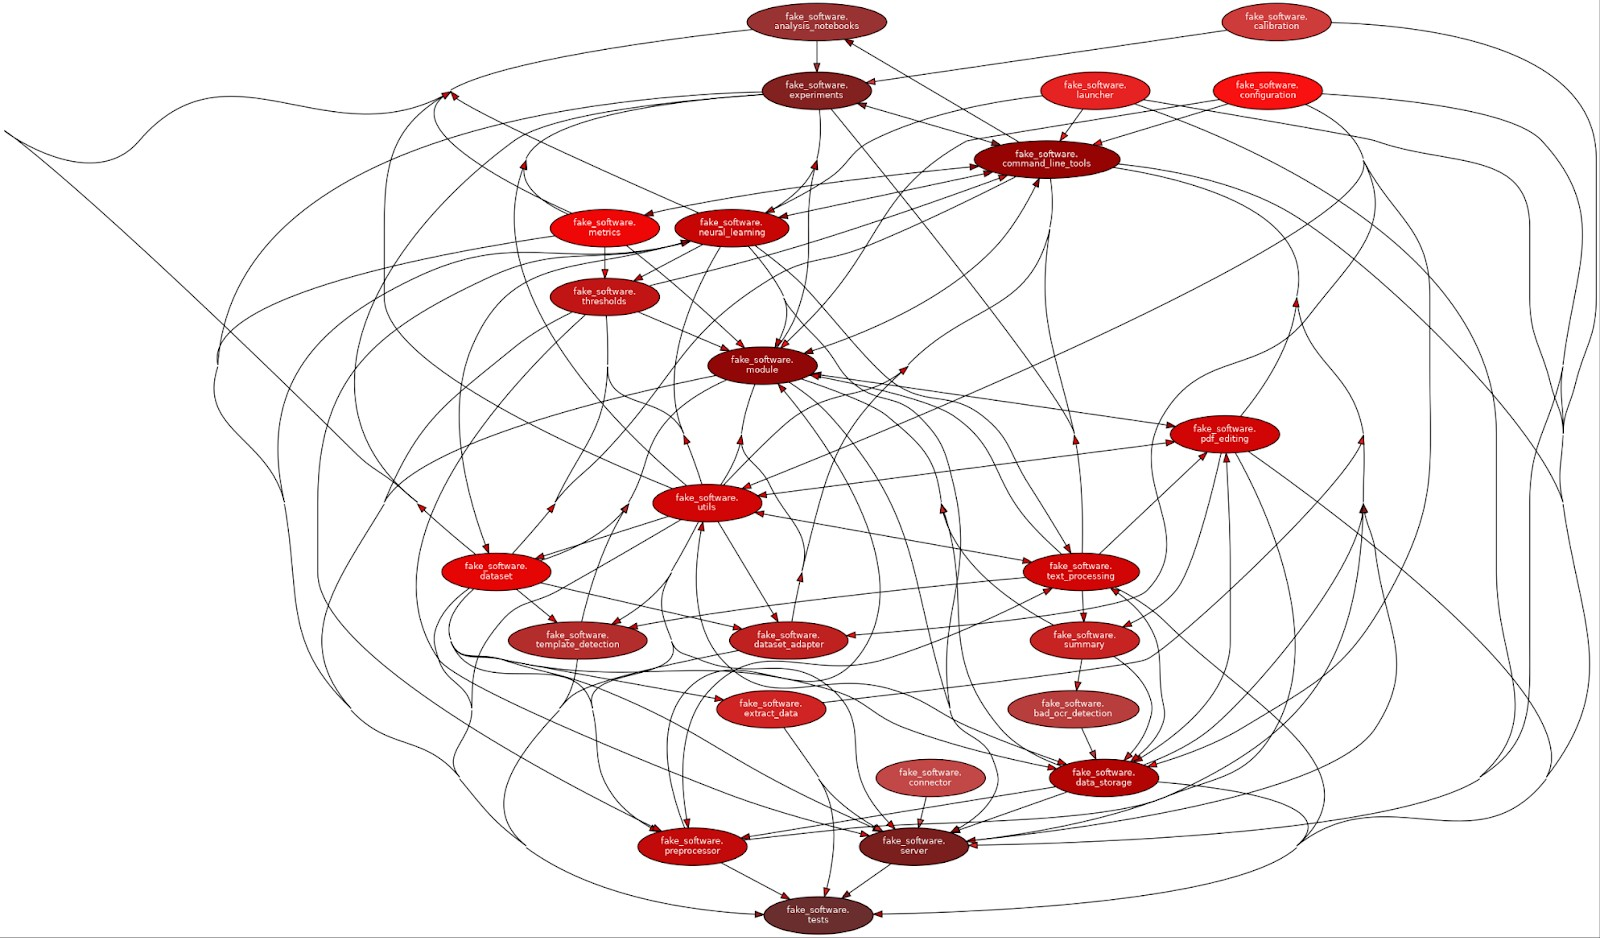 fake_software.
analysis_notebooks
fake_software.
calibration
fake_software.
experiments
fake_software.
launcher
fake_software.
configuration
fake_software.
command_line_tools
fake_software.
metrics
fake_software.
neural_learning
fake_software.
thresholds
fake_software.
module
fake_software.
pdf_editing
fake_software.
utils
fake_software.
dataset
fake_software.
text_processing
fake_software.
template_detection
fake_software.
dataset_adapter
fake_software.
summary
fake_software.
extract_data
fake_software.
bad_ocr_detection
fake_software.
connector
fake_software.
data_storage
fake_software.
preprocessor
fake_software.
server
fake_software.
tests